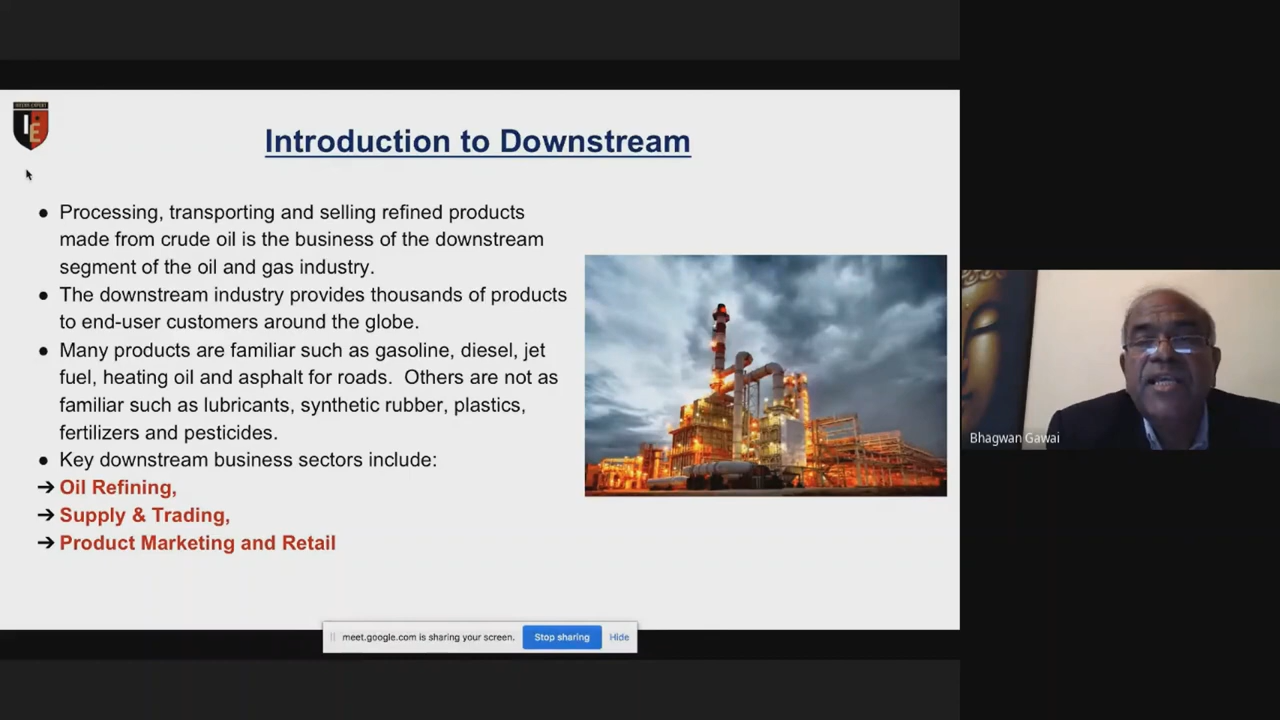 IE
Introduction to Downstream
● Processing, transporting and selling refined products
made from crude oil is the business of the downstream
segment of the oil and gas industry.
● The downstream industry provides thousands of products
to end-user customers around the globe.
● Many products are familiar such as gasoline, diesel, jet
fuel, heating oil and asphalt for roads. Others are not as
familiar such as lubricants, synthetic rubber, plastics,
fertilizers and pesticides.
● Key downstream business sectors include:
➔ Oil Refining,
➔ Supply & Trading,
➔ Product Marketing and Retail
Bhagwan Gawai
meet.google.com is sharing your screen. Stop sharing Hide